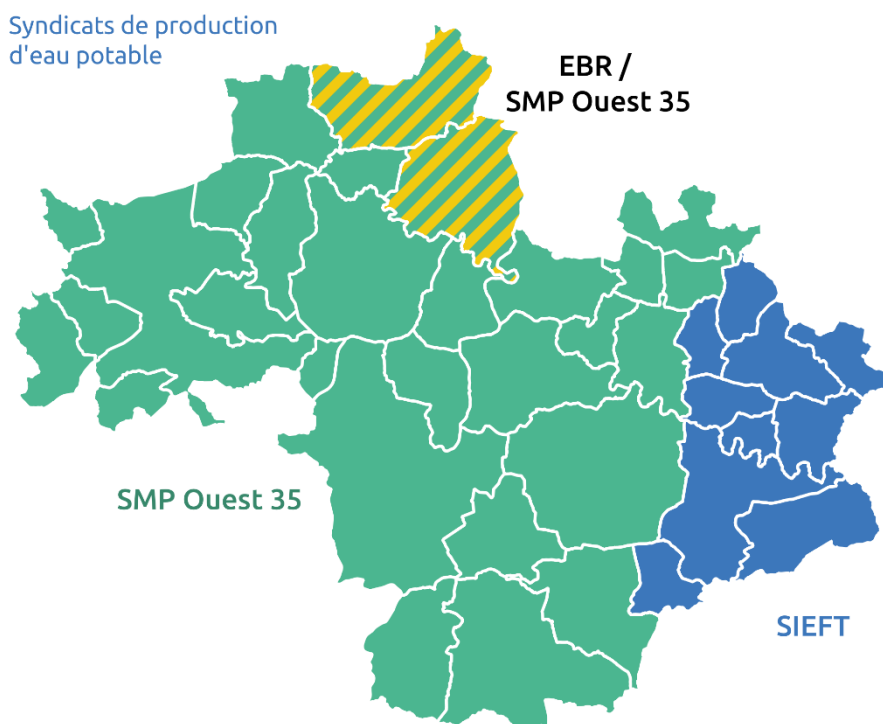 Syndicats de production
d'eau potable
EBR /
SMP Ouest 35
SMP Ouest 35
SIEFT